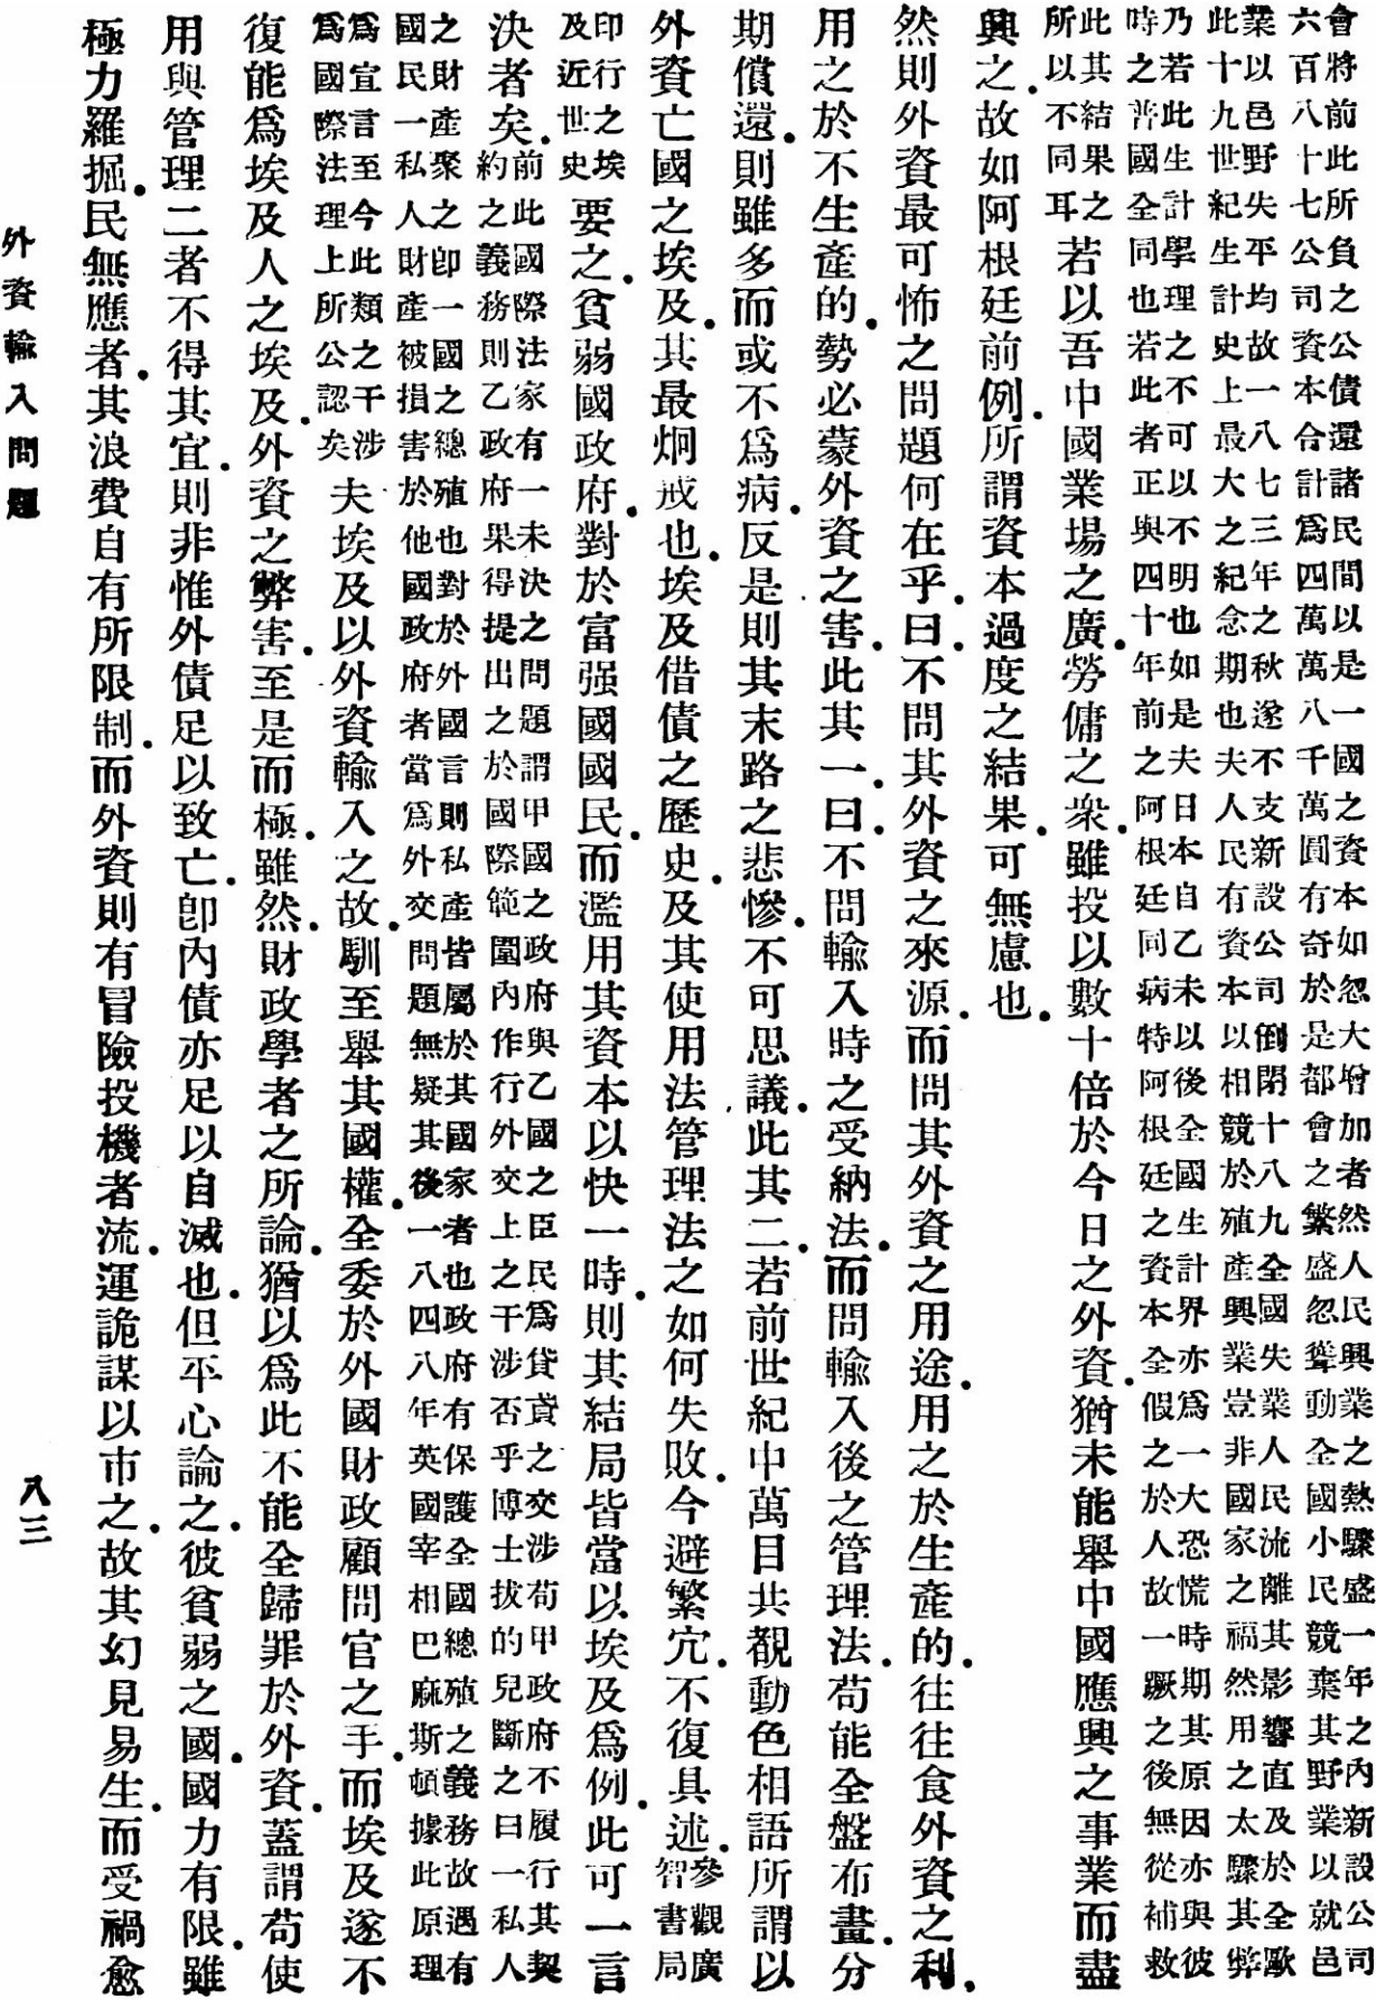 會將前此所負之公債還諸民間以是一國之資本如忽大增加者然人民興業之熱驟盛一年之內新設公司
六百八十七公司資本合計爲四萬萬八千萬圓有奇於是都會之繁盛忽聳動全國小民競棄其野業以就邑
業以邑野失平均故一八七三年之秋遂不支新設公司倒閉十八九全國失業人民流離其影響直及於全歐
此十九世紀生計史上最大之紀念期也夫人民有資本以相競於殖產興業豈非國家之福然用之太驟其弊
乃若此生計學理之不可以不明也如是夫日本自乙未以後全國生計界亦爲一大恐慌時期其原因亦與彼
時之普國全同也若此者正與四十年前之阿根廷同病特阿根廷之資本全假之於人故一蹶之後無從補救
此其結果之所以不同耳若以吾中國業場之廣．勞傭之衆．雖投以數十倍於今日之外資．猶未能舉中國應興之事業而盡
興之．故如阿根廷前例．所謂資本過度之結果．可無慮也．
然則外資最可怖之問題何在乎．曰．不問其外資之來源．而問其外資之用途．用之於生產的．往往食外資之利．
用之於不生產的．勢必蒙外資之害．此其一．曰．不問輸入時之受納法．而問輸入後之管理法．苟能全盤布畫．分
期償還．則雖多而或不爲病．反是則其末路之悲慘．不可思議．此其二．若前世紀中萬目共覩動色相語所謂以
外資亡國之埃及．其最炯戒也．埃及借債之歷史．及其使用法管理法之如何失敗．今避繁宂．不復具述．參觀廣智書局
印行之埃及近世史要之．貧弱國政府．對於富强國國民．而濫用其資本以快一時．則其結局皆當以埃及爲例．此可一言
決者矣．前此國際法家有一未決之問題謂甲國之政府與乙國之臣民爲貸賚之交涉苟甲政府不履行其契約之義務則乙政府果得提出之於國際範圍內作行外交上之干涉否乎博士拔的兒斷之曰一私人
之財產聚之卽一國之總殖也對於外國言則私產皆屬於其國家者也政府有保護全國總殖之義務故遇有
國民一私人財產被損害於他國政府者當爲外交問題無疑其後一八四八年英國宰相巴麻斯頓據此原理
爲宣言至今此類之干涉爲國際法理上所公認矣夫埃及以外資輸入之故．馴至舉其國權．全委於外國財政顧問官之手．而埃及遂不
復能爲埃及人之埃及．外資之弊害．至是而極．雖然．財政學者之所論．猶以爲此不能全歸罪於外資．蓋謂苟使
用與管理二者不得其宜．則非惟外債足以致亡．卽內債亦足以自滅也．但平心論之．彼貧弱之國．國力有限．雖
極力羅掘．民無應者．其浪費自有所限制．而外資則有冒險投機者流．運詭謀以市之．故其幻見易生．而受禍愈
外資輸入問題
八三